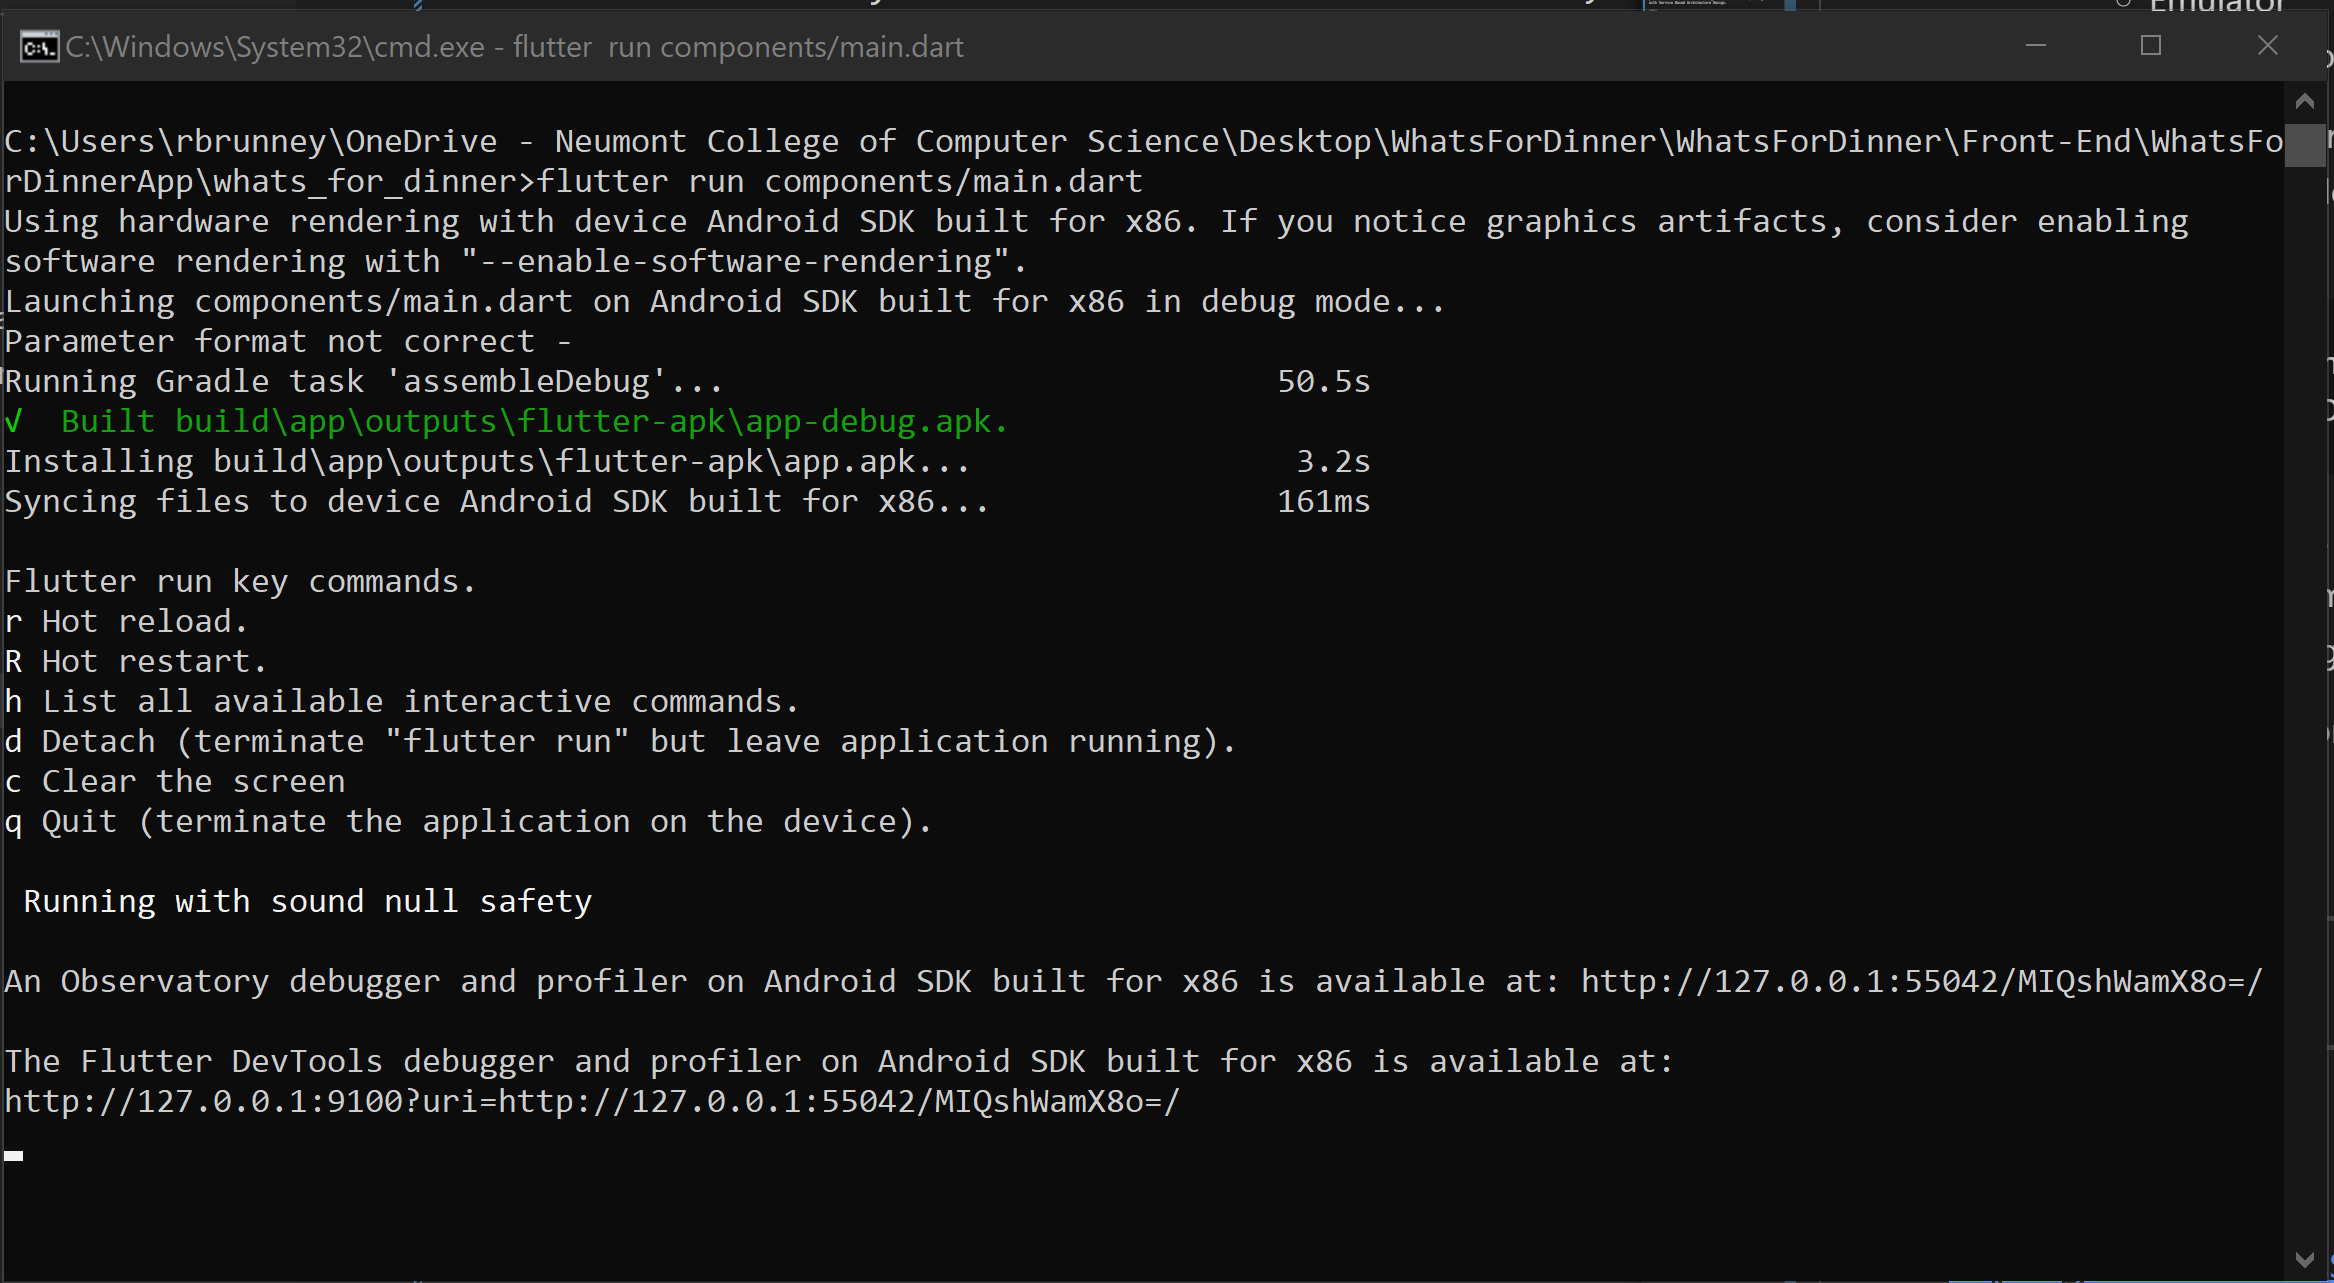 Emulator
C:\Windows\System32\cmd.exe - flutter  run components/main.dart
C:\Users\rbrunney\OneDrive - Neumont College of Computer Science\Desktop\WhatsForDinner\WhatsForDinner\Front-End\WhatsFo
rDinnerApp\whats_for_dinner>flutter run components/main.dart
Using hardware rendering with device Android SDK built for x86. If you notice graphics artifacts, consider enabling
software rendering with "--enable-software-rendering".
Launching components/main.dart on Android SDK built for x86 in debug mode...
Parameter format not correct -
Running Gradle task 'assembleDebug'...                             50.5s
√  Built build\app\outputs\flutter-apk\app-debug.apk.
Installing build\app\outputs\flutter-apk\app.apk...                 3.2s
Syncing files to device Android SDK built for x86...               161ms
Flutter run key commands.
r Hot reload.
R Hot restart.
h List all available interactive commands.
d Detach (terminate "flutter run" but leave application running).
c Clear the screen
q Quit (terminate the application on the device).
Running with sound null safety
An Observatory debugger and profiler on Android SDK built for x86 is available at: http://127.0.0.1:55042/MIQshWamX8o=/
The Flutter DevTools debugger and profiler on Android SDK built for x86 is available at:
http://127.0.0.1:9100?uri=http://127.0.0.1:55042/MIQshWamX8o=/